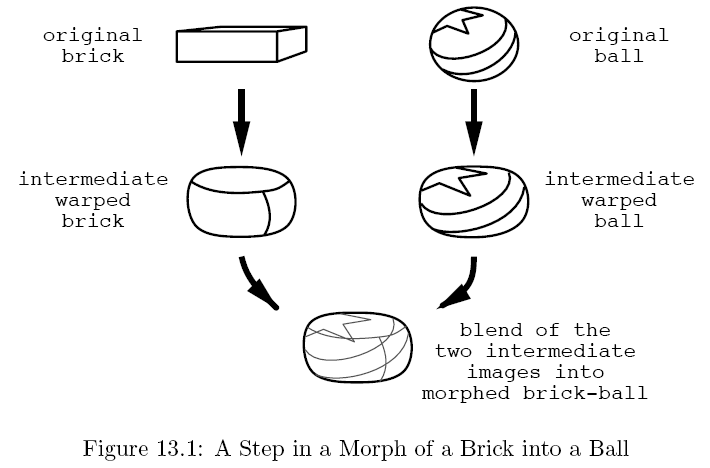 original
brick
original
ball
intermediate
warped
brick
intermediate
warped
ball
blend of the
two intermediate
images into
morphed brick-ball
Figure 13.1: A Step in a Morph of a Brick into a Ball